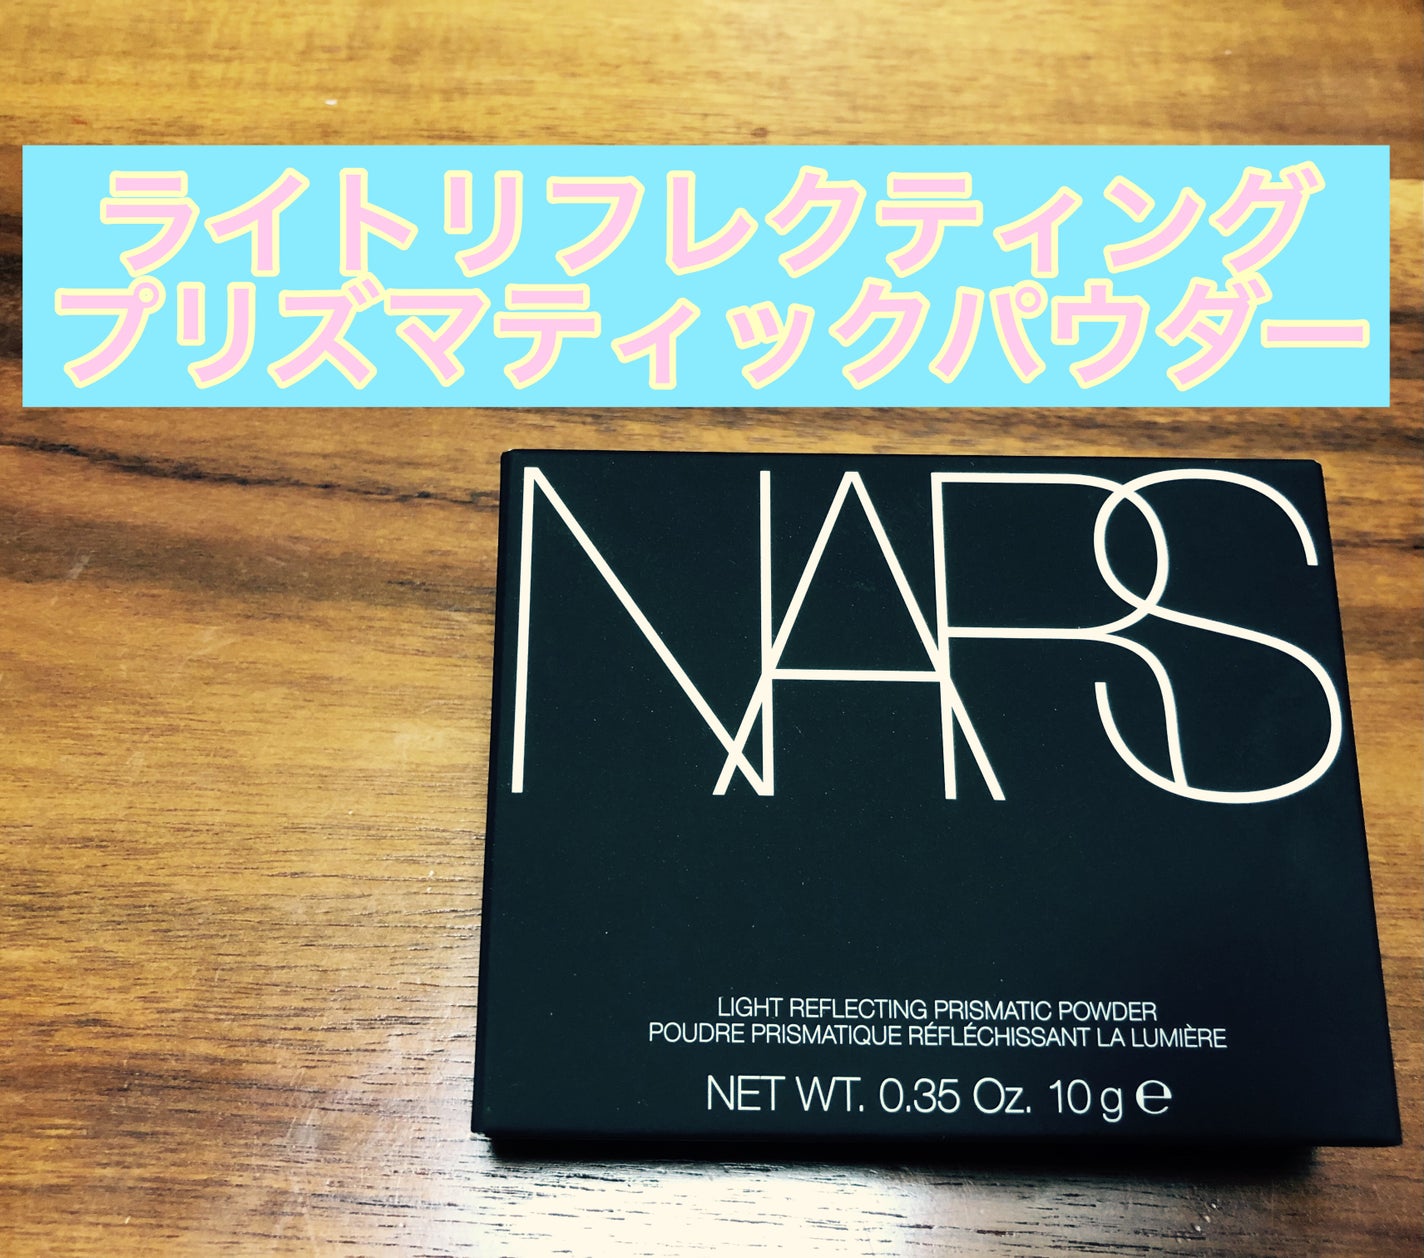 ライトリフレクティング
プリズマティックパウダー
NARS
LIGHT REFLECTING PRISMATIC POWDER
POUDRE PRISMATIQUE RÉFLÉCHISSANT LA LUMIÈRE
NET WT. 0.35 Oz. 10 g ℮